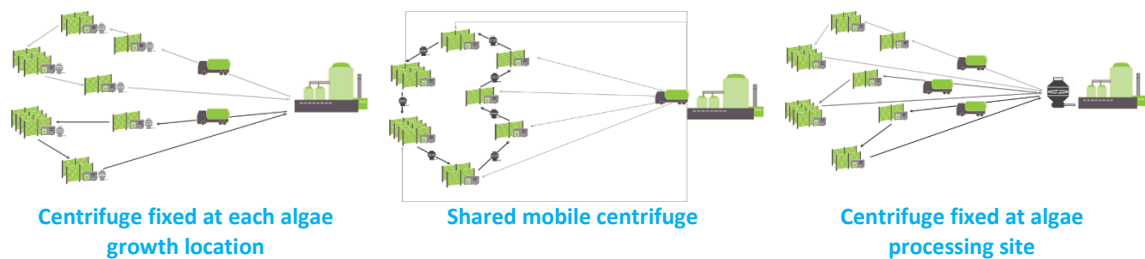 Centrifuge fixed at each algae
growth location
Shared mobile centrifuge
Centrifuge fixed at algae
processing site